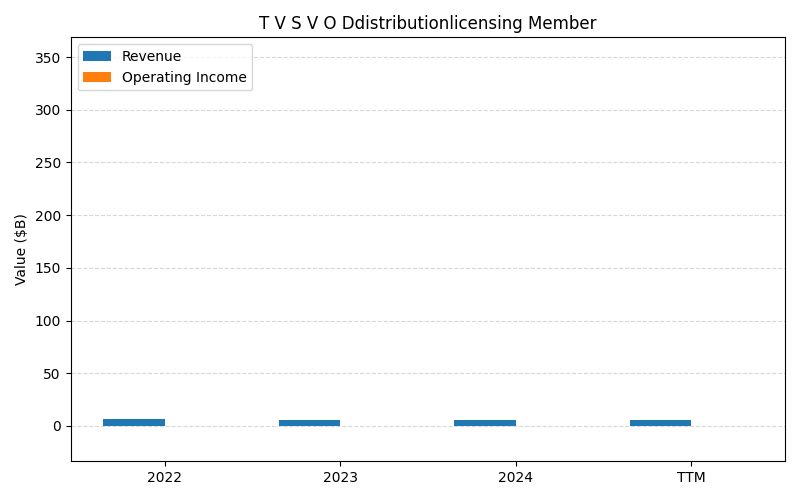 T V S V O Ddistributionlicensing Member
Revenue
Operating Income
Value ($B)
350
300
250
200
150
100
50
0
2022 2023 2024 TTM